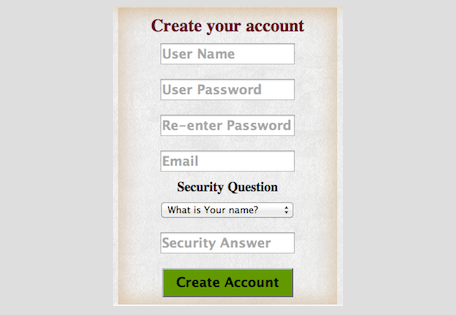 Create your account
User Name
User Password
Re-enter Password
Email
Security Question
What is Your name?
Security Answer
Create Account